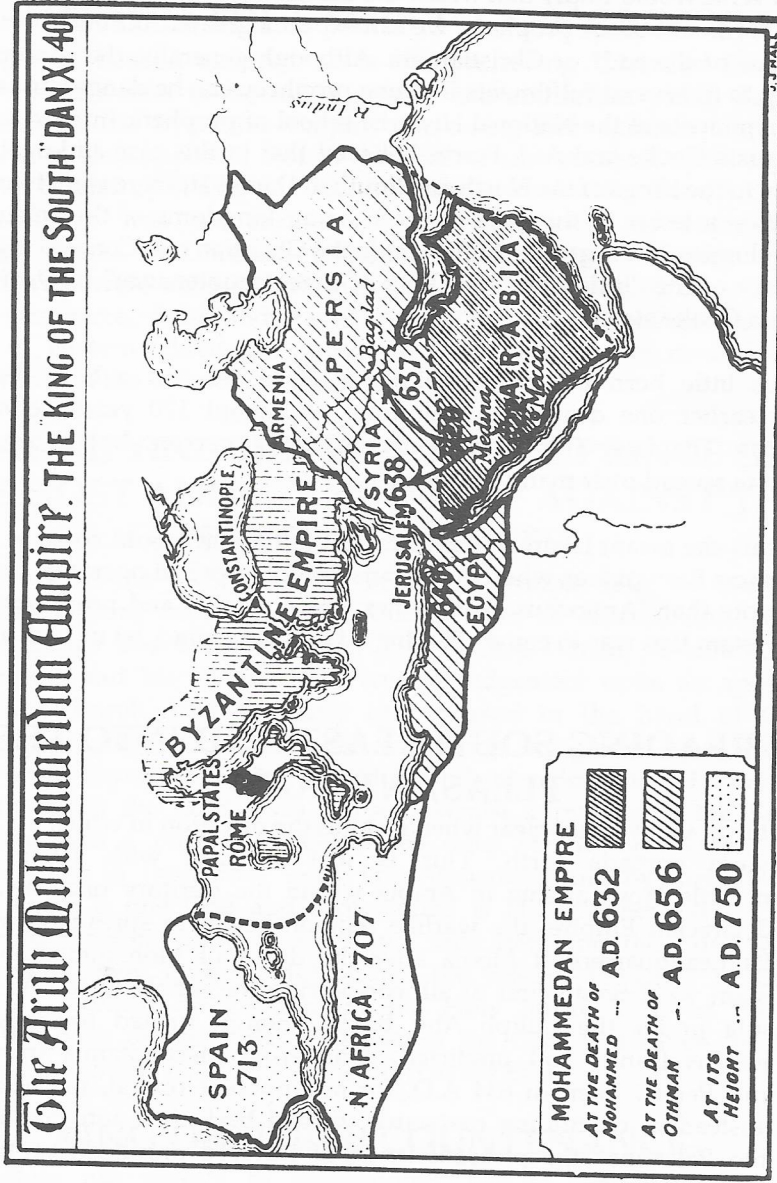 The Arab Mohammedan Empire. THE "KING OF THE SOUTH." DAN XI. 40
SPAIN
713
N AFRICA 707
PAPAL STATES
ROME
BYZANTINE EMPIRE
CONSTANTINOPLE
ARMENIA
PERSIA
SYRIA
Bagdad
JERUSALEM 638
637
640
EGYPT
ARABIA
Medina
Mecca
R. Indus
MOHAMMEDAN EMPIRE
AT THE DEATH OF
MOHAMMED ... A.D. 632
AT THE DEATH OF
OTHMAN ... A.D. 656
AT ITS
HEIGHT ... A.D. 750